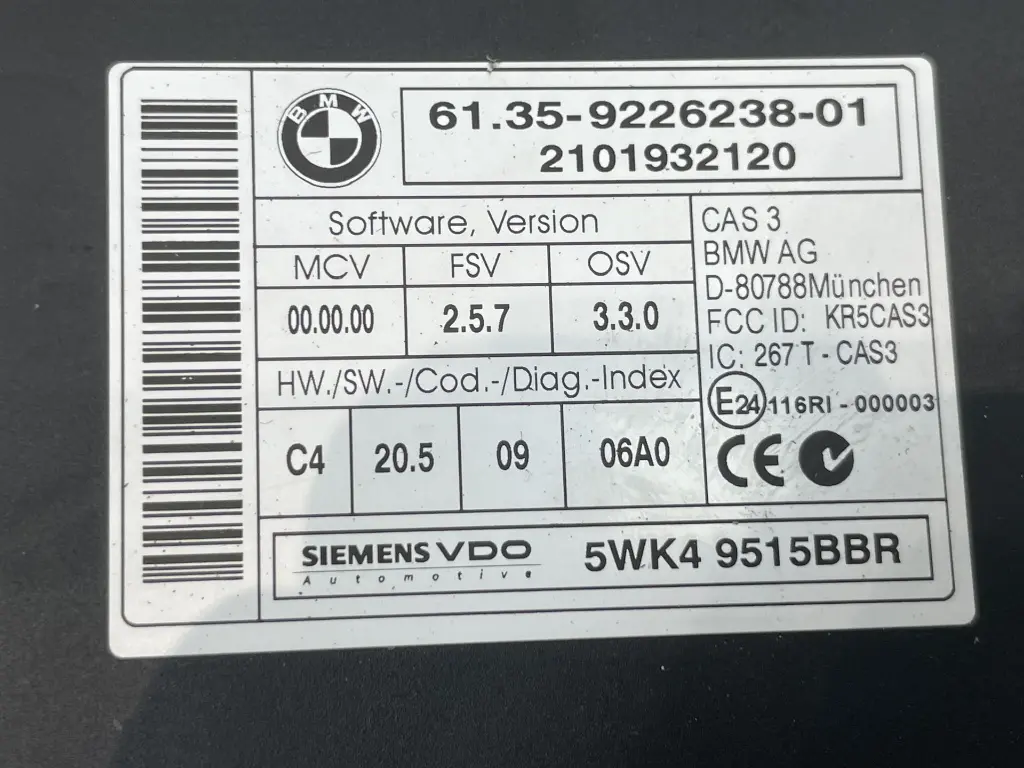 BMW
61.35-9226238-01
2101932120
Software, Version
MCV FSV OSV
00.00.00 2.5.7 3.3.0
HW./SW.-/Cod.-/Diag.-Index
C4 20.5 09 06A0
CAS 3
BMW AG
D-80788München
FCC ID: KR5CAS3
IC: 267 T - CAS3
E24 116RI - 000003
CE
SIEMENS VDO
Automotive
5WK4 9515BBR